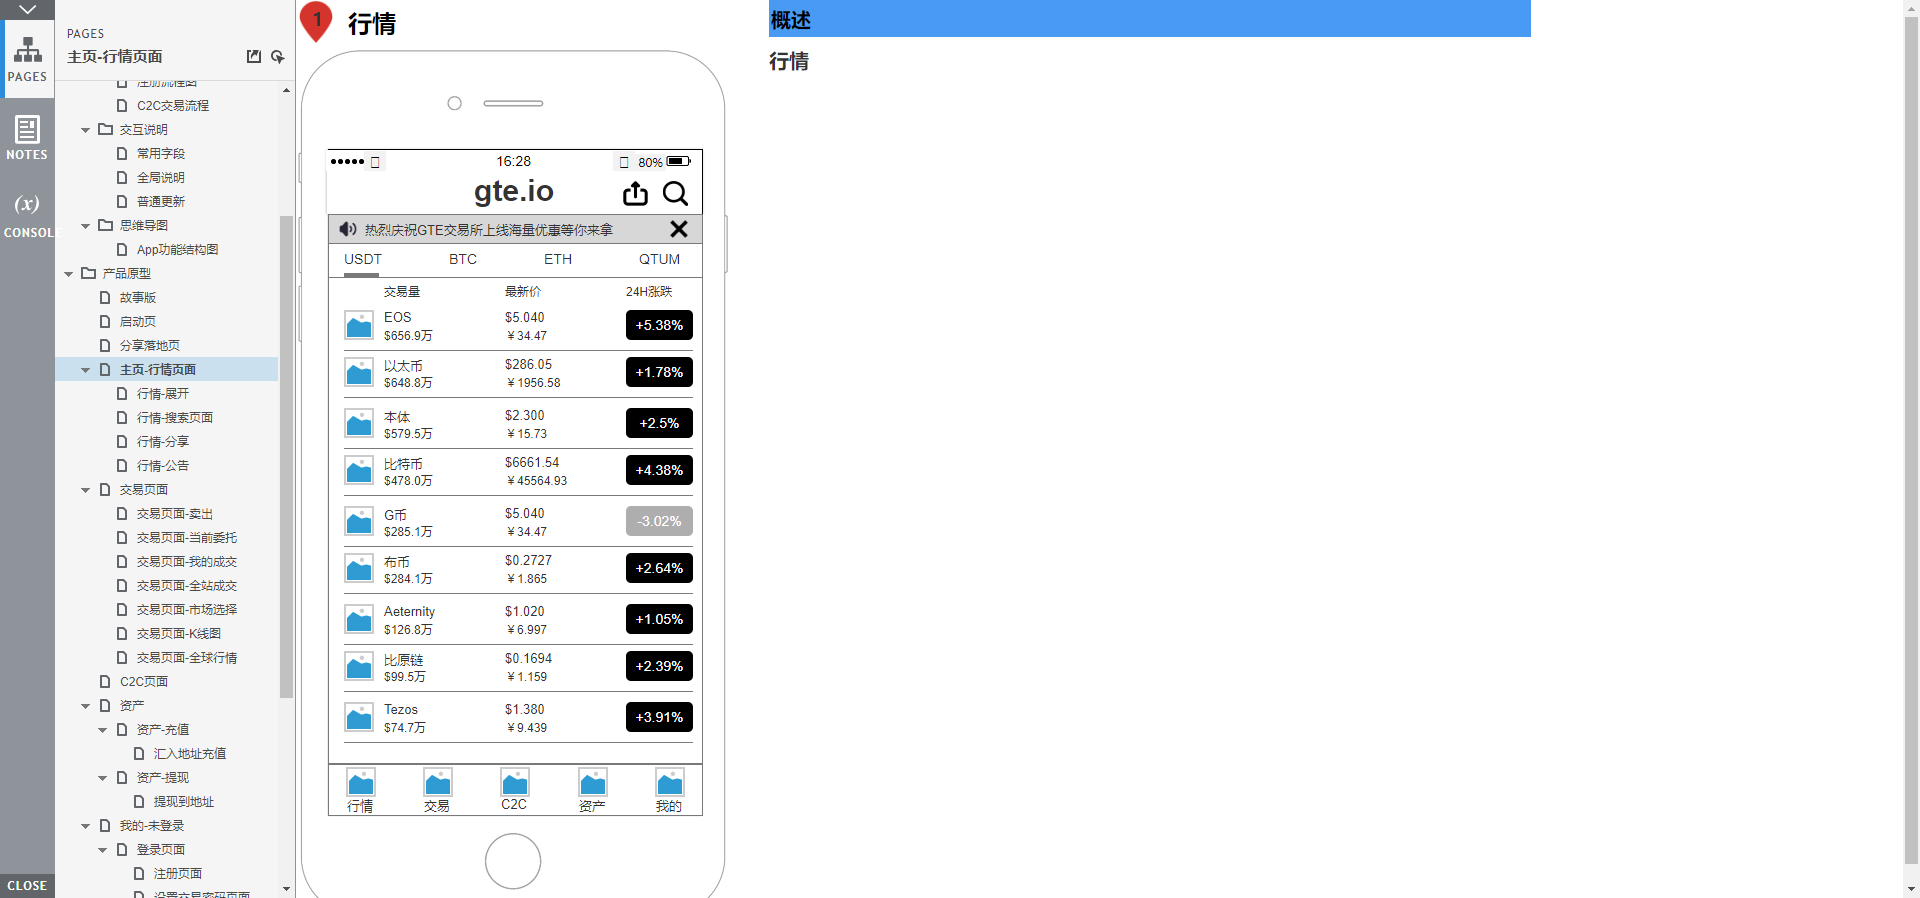 PAGES
主页-行情页面
PAGES
NOTES
(x)
CONSOLE
CLOSE
注册流程图
C2C交易流程
交互说明
常用字段
全局说明
普通更新
思维导图
App功能结构图
产品原型
故事版
启动页
分享落地页
主页-行情页面
行情-展开
行情-搜索页面
行情-分享
行情-公告
交易页面
交易页面-卖出
交易页面-当前委托
交易页面-我的成交
交易页面-全站成交
交易页面-市场选择
交易页面-K线图
交易页面-全球行情
C2C页面
资产
资产-充值
汇入地址充值
资产-提现
提现到地址
我的-未登录
登录页面
注册页面
设置交易密码页面
1 行情
16:28 80%
gte.io
热烈庆祝GTE交易所上线海量优惠等你来拿
USDT BTC ETH QTUM
交易量 最新价 24H涨跌
EOS $5.040 +5.38%
$656.9万 ￥34.47
以太币 $286.05 +1.78%
$648.8万 ￥1956.58
本体 $2.300 +2.5%
$579.5万 ￥15.73
比特币 $6661.54 +4.38%
$478.0万 ￥45564.93
G币 $5.040 -3.02%
$285.1万 ￥34.47
布币 $0.2727 +2.64%
$284.1万 ￥1.865
Aeternity $1.020 +1.05%
$126.8万 ￥6.997
比原链 $0.1694 +2.39%
$99.5万 ￥1.159
Tezos $1.380 +3.91%
$74.7万 ￥9.439
行情 交易 C2C 资产 我的
概述
行情